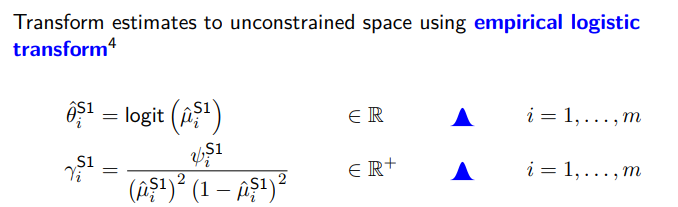 Transform estimates to unconstrained space using empirical logistic
transform⁴
θ̂ᵢ^S1 = logit (μ̂ᵢ^S1) ∈ ℝ ▲ i = 1, . . . , m
γᵢ^S1 = ψᵢ^S1 / (μ̂ᵢ^S1)² (1 − μ̂ᵢ^S1)² ∈ ℝ⁺ ▲ i = 1, . . . , m